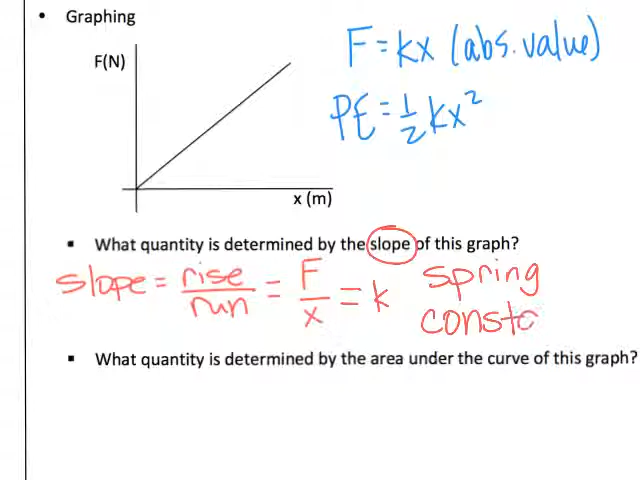 • Graphing
F(N)
F = kx (abs. value)
PE = 1/2 kx²
x (m)
▪ What quantity is determined by the slope of this graph?
slope = rise/run = F/x = k spring
consta
▪ What quantity is determined by the area under the curve of this graph?